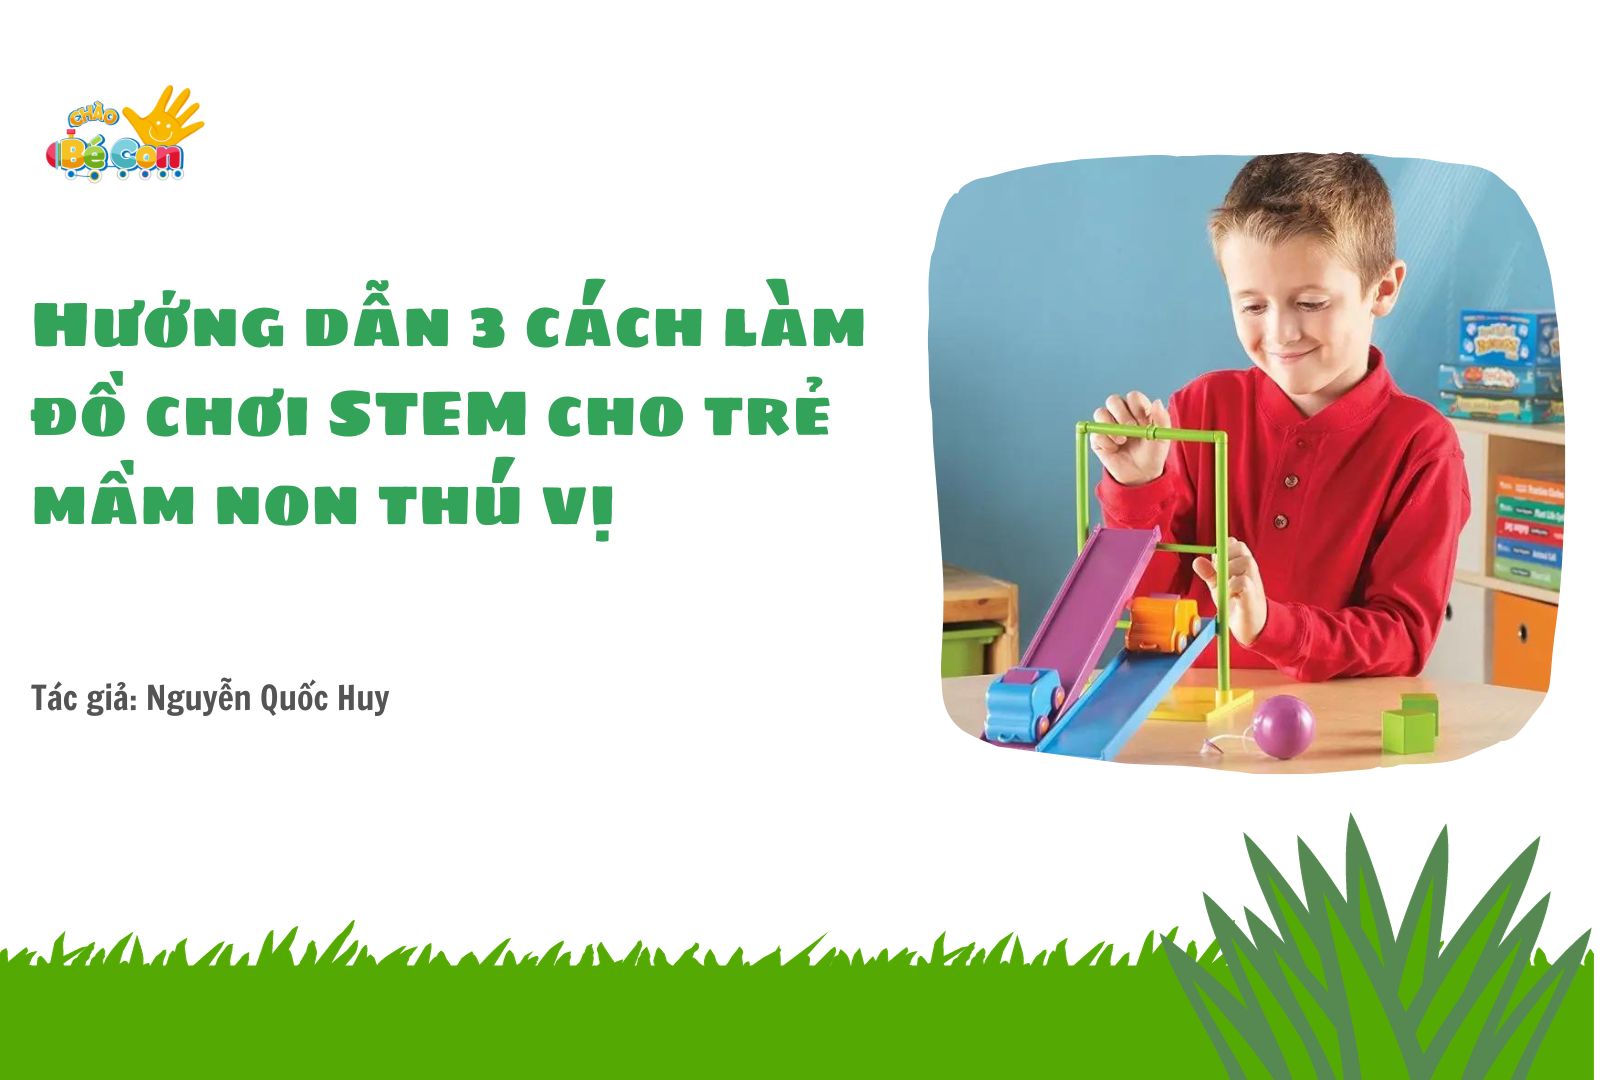 CHÀO
Bé Con
Hướng dẫn 3 cách làm
đồ chơi STEM cho trẻ
mầm non thú vị
Tác giả: Nguyễn Quốc Huy